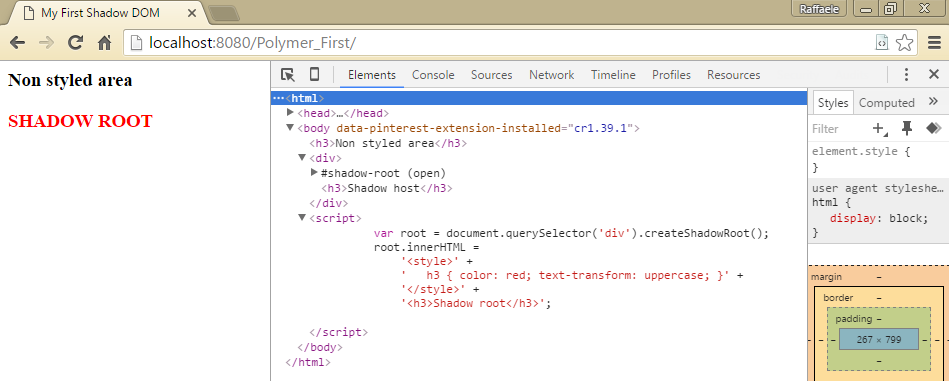 My First Shadow DOM
Raffaele
localhost:8080/Polymer_First/
Non styled area
SHADOW ROOT
Elements Console Sources Network Timeline Profiles Resources
…<html>
<head>…</head>
<body data-pinterest-extension-installed="cr1.39.1">
<h3>Non styled area</h3>
<div>
#shadow-root (open)
<h3>Shadow host</h3>
</div>
<script>
var root = document.querySelector('div').createShadowRoot();
root.innerHTML =
'<style>' +
'   h3 { color: red; text-transform: uppercase; }' +
'</style>' +
'<h3>Shadow root</h3>';
</script>
</body>
</html>
Styles Computed
Filter
element.style {
}
user agent styleshe…
html {
display: block;
}
margin –
border –
padding –
– – – 267 × 799 – – –
–